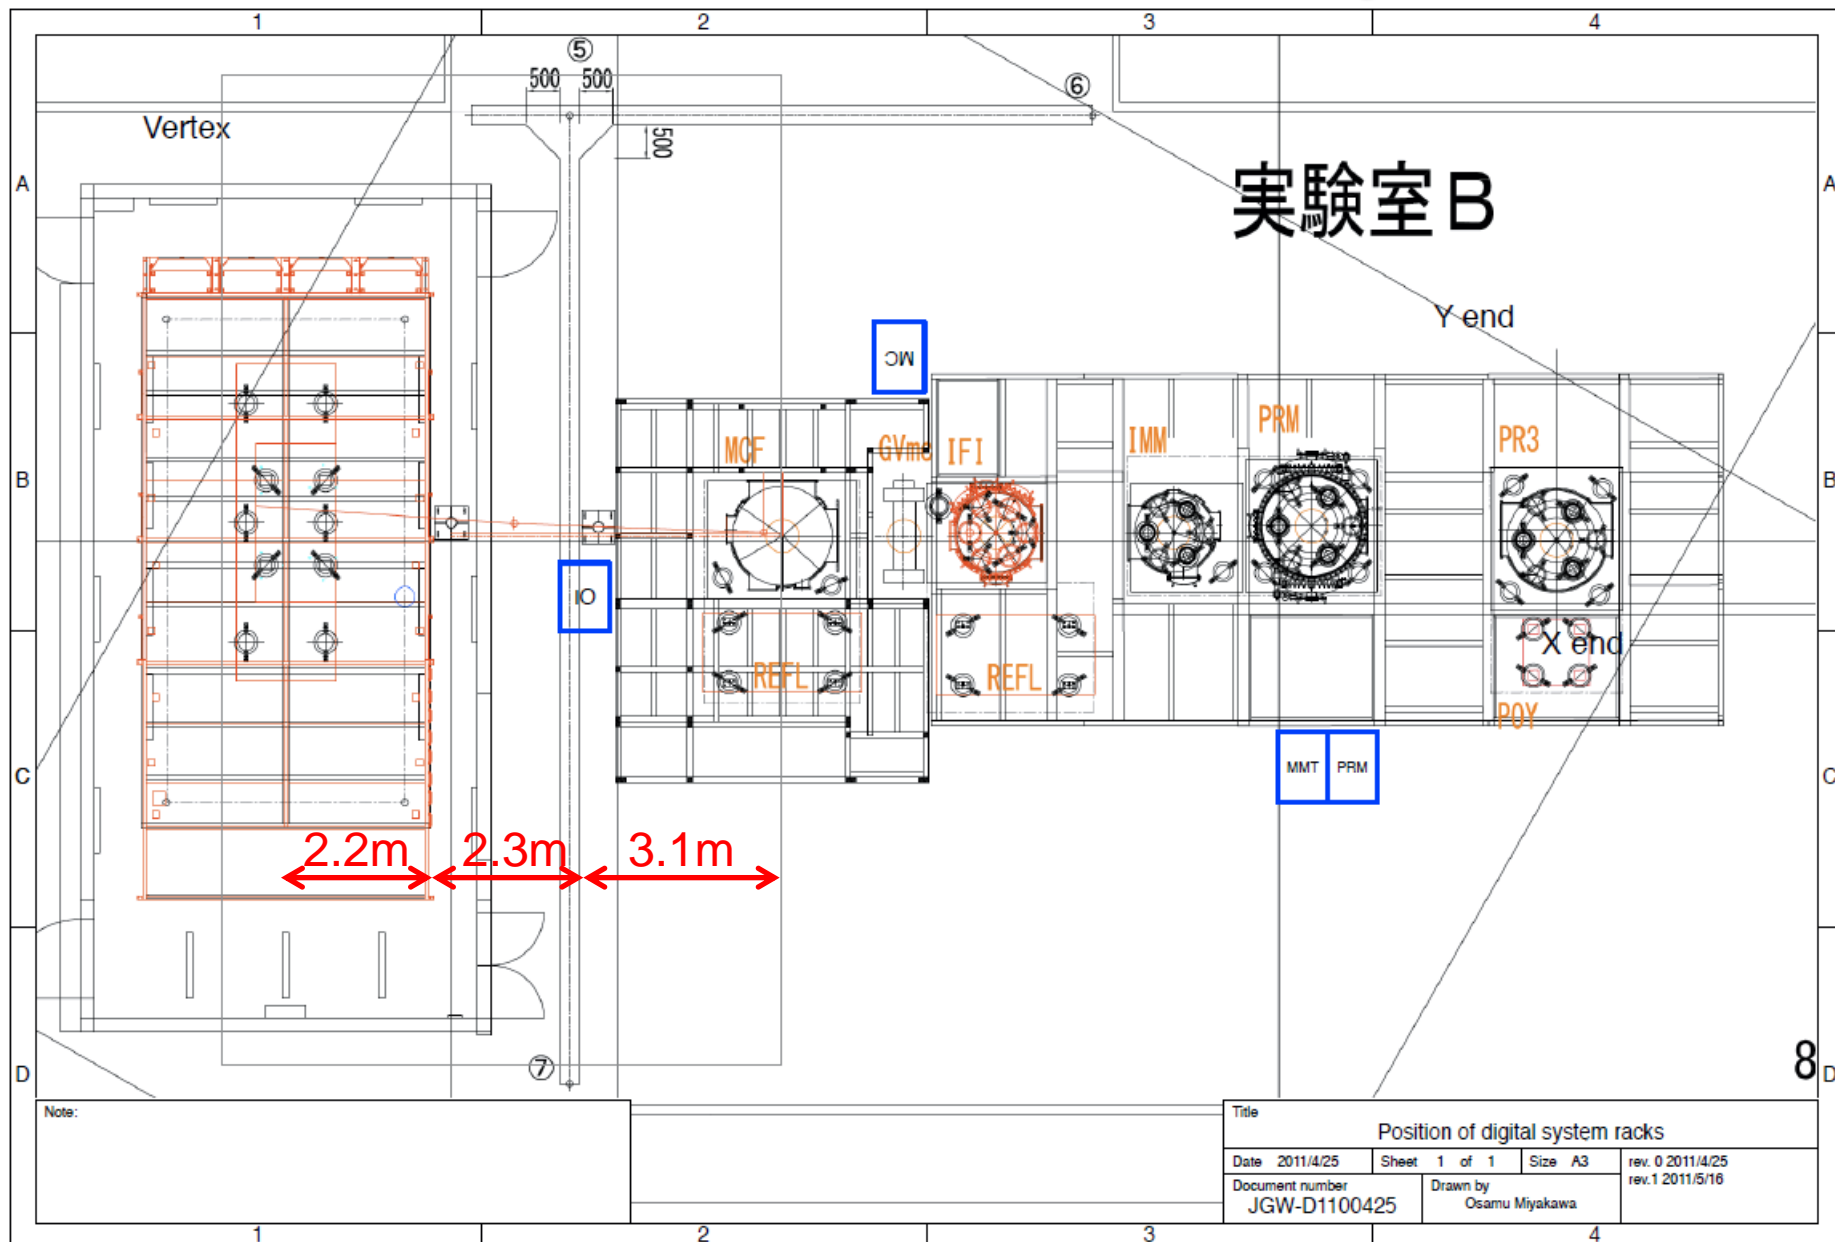 1 2 3 4
⑤
500 500
⑥
Vertex
500
A A
実験室B
Y end
MC
PRM
MCF GVmc IFI IMM PR3
B B
IO
X end
REFL REFL
POY
C C
MMT PRM
2.2m 2.3m 3.1m
⑦
8
D D
Note:
Title
Position of digital system racks
Date 2011/4/25 Sheet 1 of 1 Size A3 rev. 0 2011/4/25
rev.1 2011/5/16
Document number Drawn by
JGW-D1100425 Osamu Miyakawa
1 2 3 4